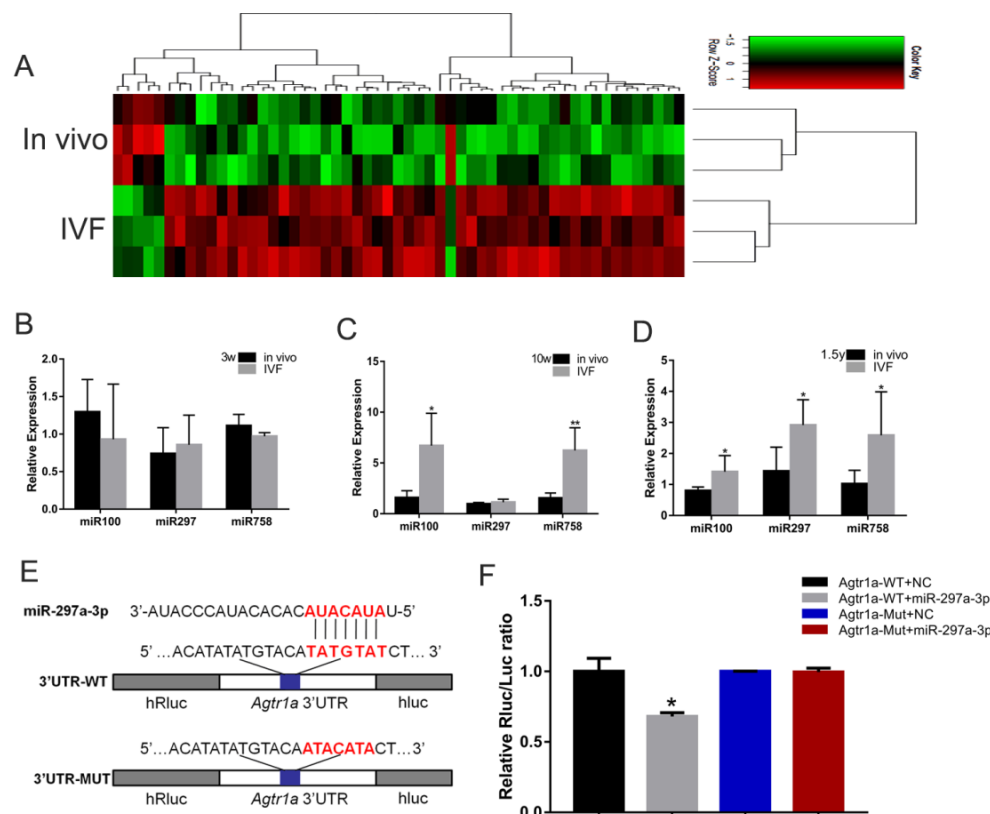 A
In vivo
IVF
-1.5
0
1
Row Z-Score
Color Key
B
3w in vivo
IVF
Relative Expression
2.0
1.5
1.0
0.5
0.0
miR100 miR297 miR758
C
10w in vivo
IVF
Relative Expression
15
10
5
0
*
**
miR100 miR297 miR758
D
1.5y in vivo
IVF
Relative Expression
5
4
3
2
1
0
*
*
*
miR100 miR297 miR758
E
miR-297a-3p 3'-AUACCCAUACACACAUACAUAU-5'
5' ...ACATATATGTACATATGTATCT... 3'
3'UTR-WT
hRluc Agtr1a 3'UTR hluc
5'...ACATATATGTACAATACATACT...3'
3'UTR-MUT
hRluc Agtr1a 3'UTR hluc
F
Agtr1a-WT+NC
Agtr1a-WT+miR-297a-3p
Agtr1a-Mut+NC
Agtr1a-Mut+miR-297a-3p
Relative Rluc/Luc ratio
1.5
1.0
0.5
0.0
*